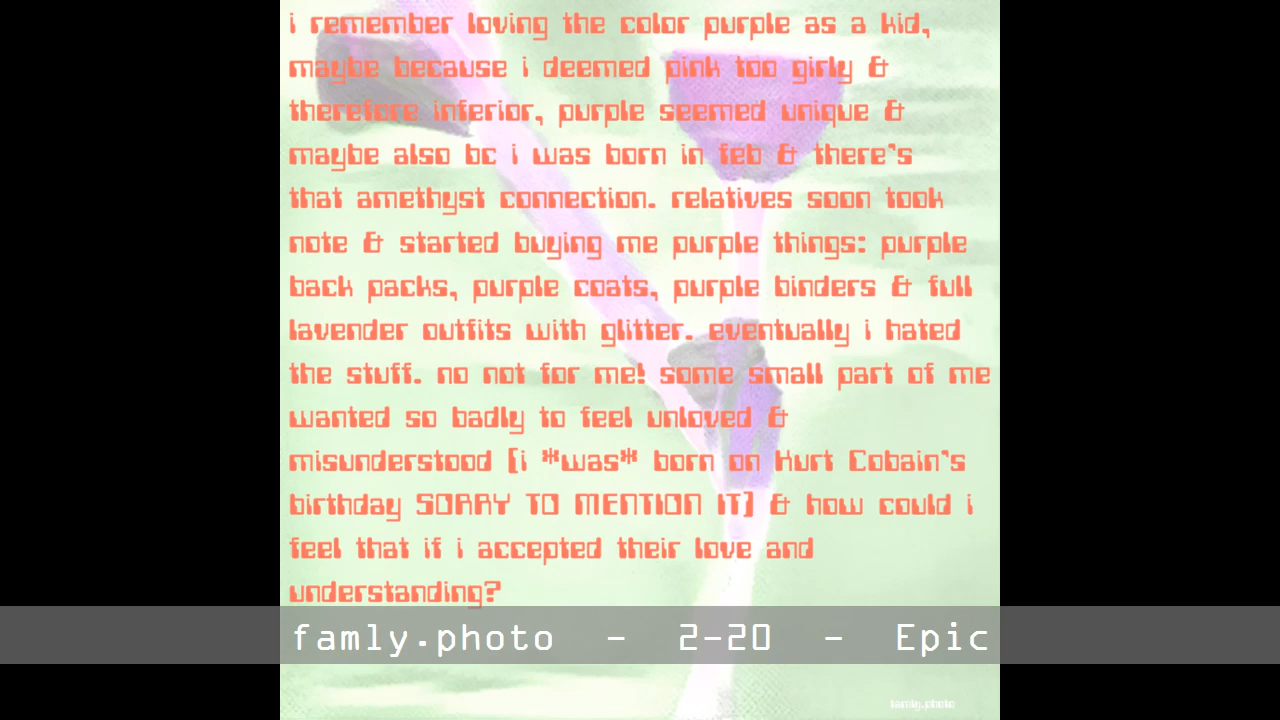 i remember loving the color purple as a kid,
maybe because i deemed pink too girly &
therefore inferior, purple seemed unique &
maybe also bc i was born in feb & there's
that amethyst connection. relatives soon took
note & started buying me purple things: purple
back packs, purple coats, purple binders & full
lavender outfits with glitter. eventually i hated
the stuff. no not for me! some small part of me
wanted so badly to feel unloved &
misunderstood [i *was* born on Kurt Cobain's
birthday SORRY TO MENTION IT] & how could i
feel that if i accepted their love and
understanding?
famly.photo - 2-20 - Epic
famly.photo